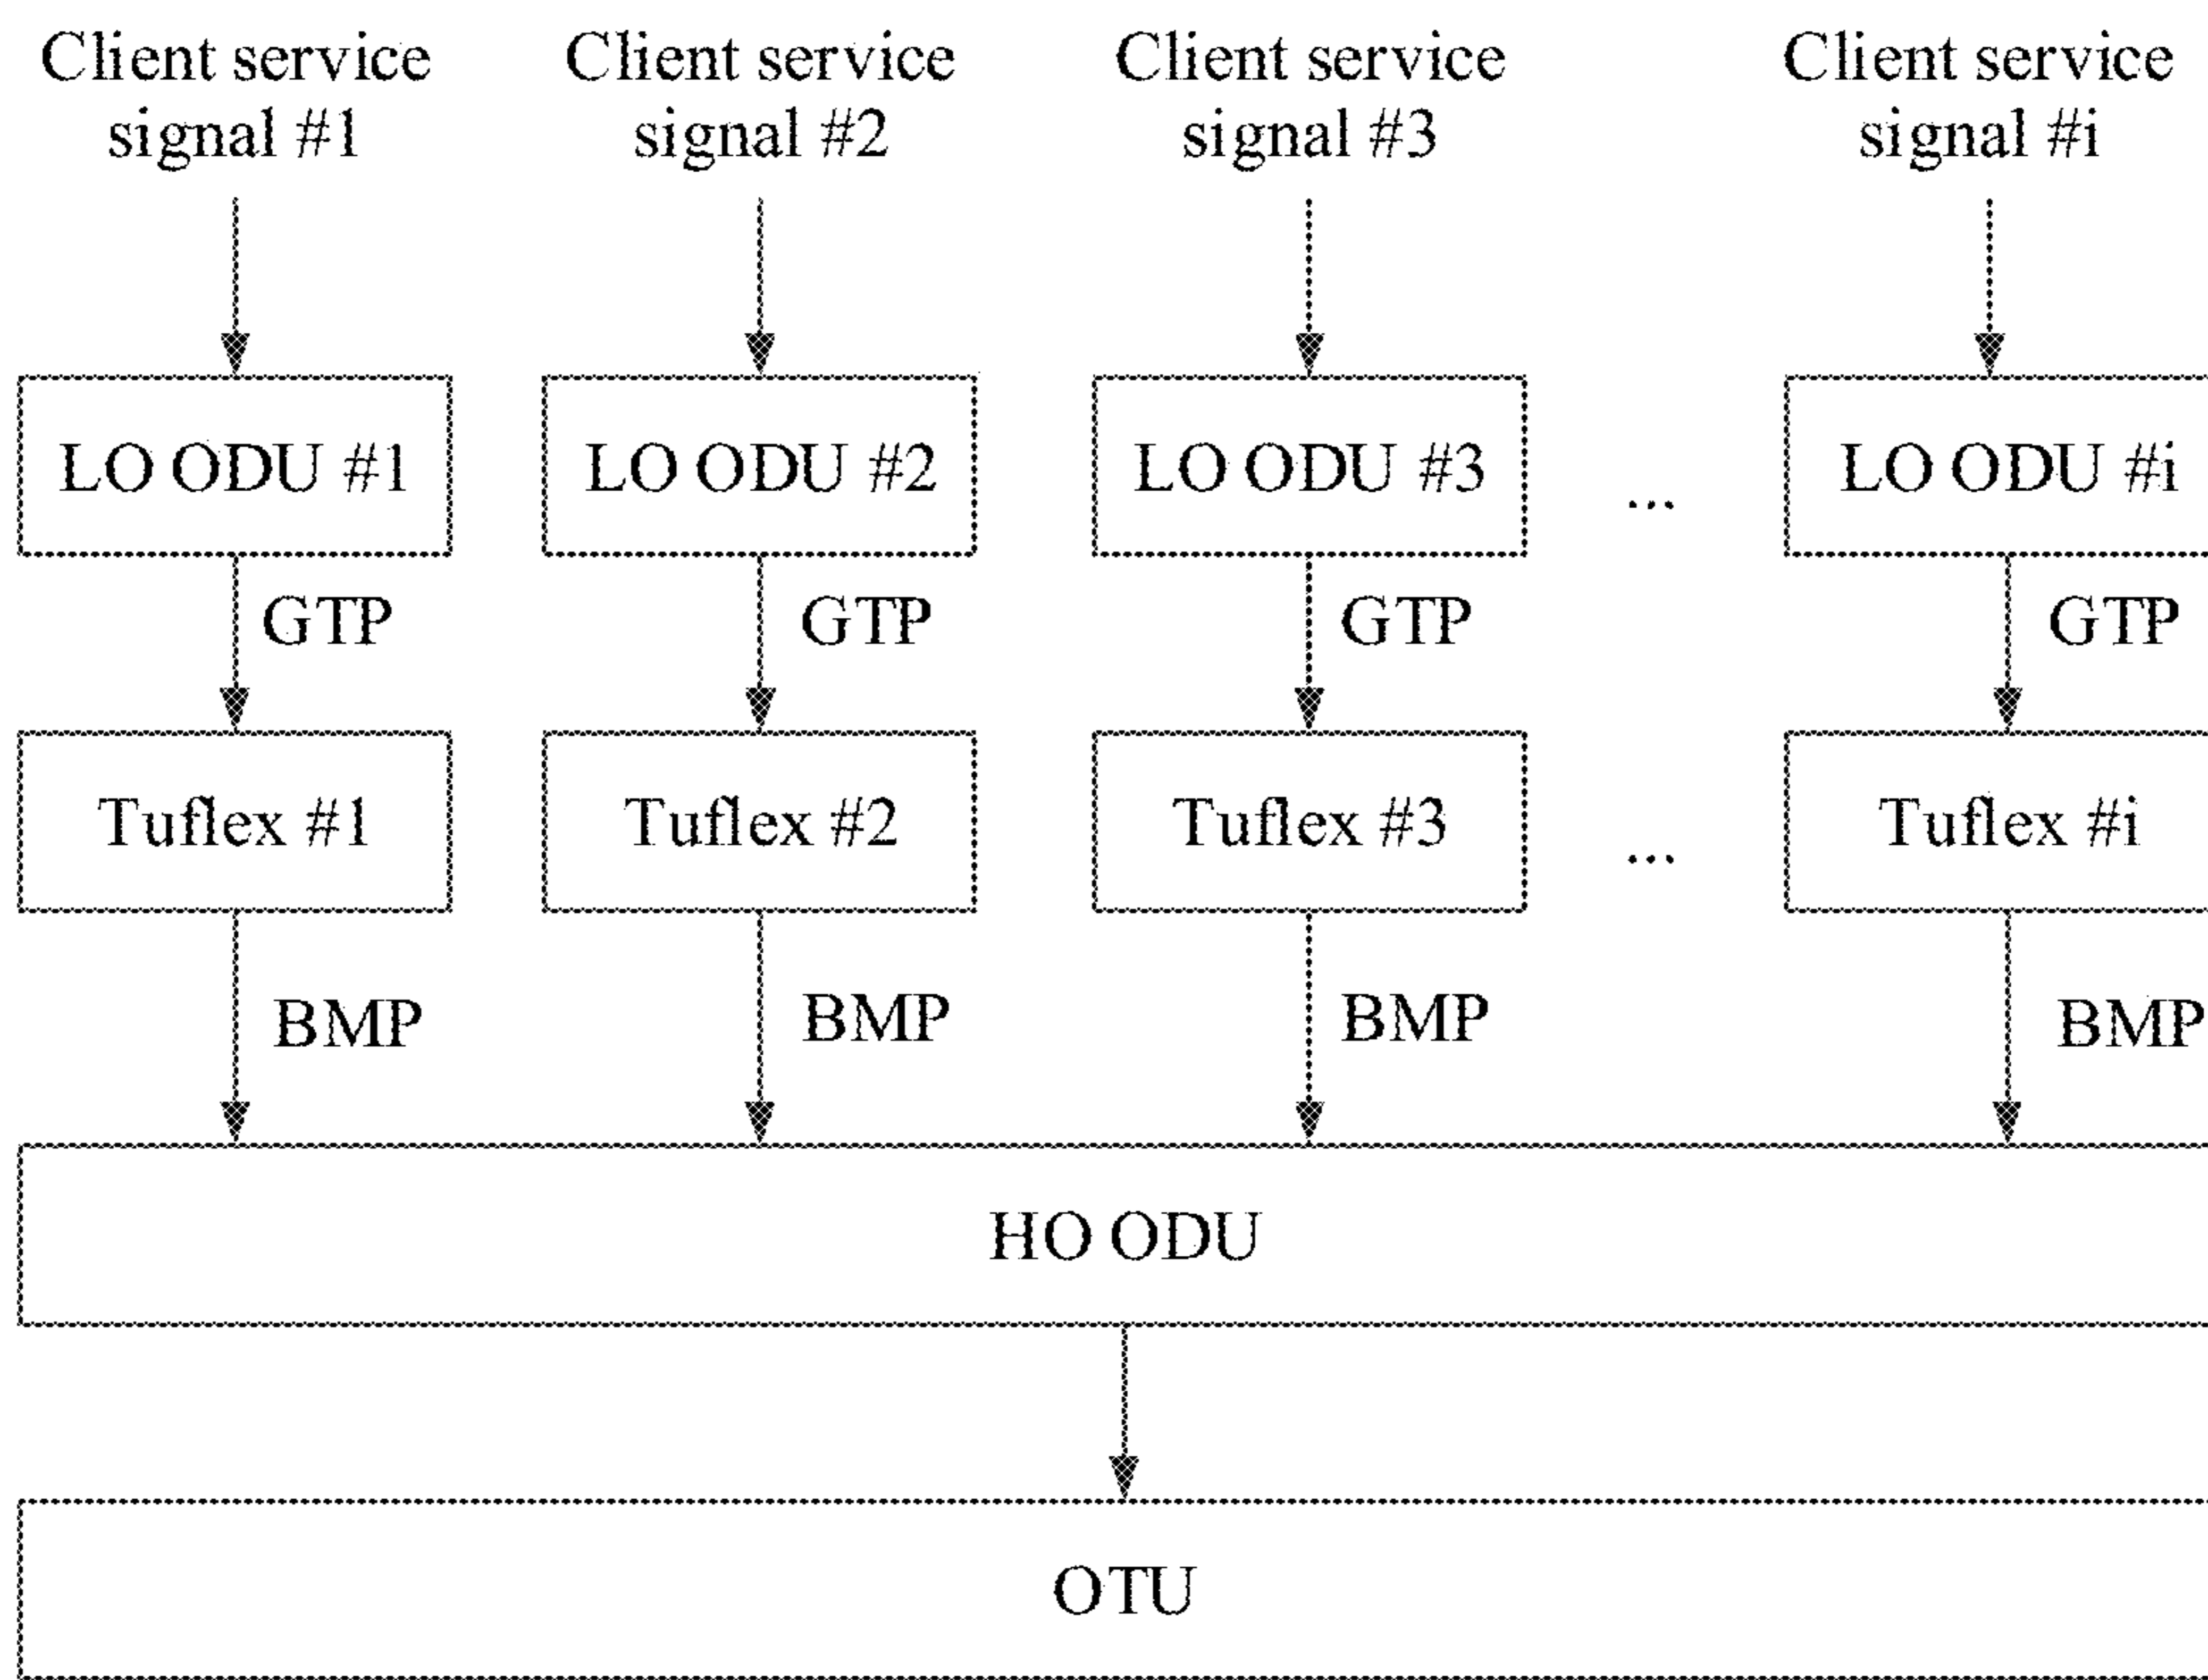 Client service Client service Client service Client service
signal #1 signal #2 signal #3 signal #i
LO ODU #1 LO ODU #2 LO ODU #3 ... LO ODU #i
GTP GTP GTP GTP
Tuflex #1 Tuflex #2 Tuflex #3 ... Tuflex #i
BMP BMP BMP BMP
HO ODU
OTU